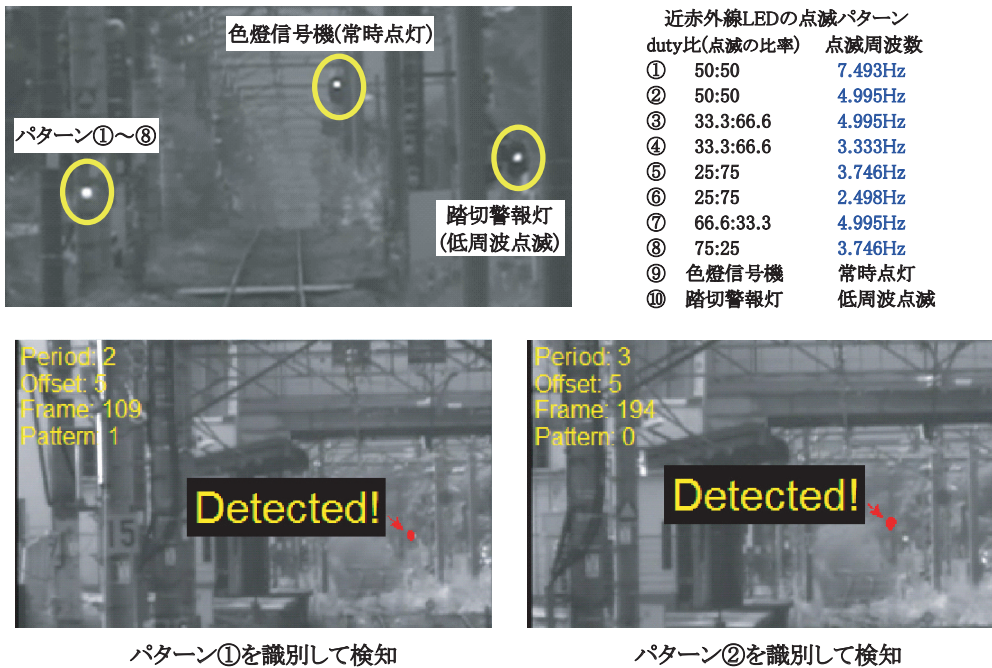 色燈信号機(常時点灯)
パターン①～⑧
踏切警報灯
(低周波点滅)
近赤外線LEDの点滅パターン
duty比(点滅の比率) 点滅周波数
① 50:50 7.493Hz
② 50:50 4.995Hz
③ 33.3:66.6 4.995Hz
④ 33.3:66.6 3.333Hz
⑤ 25:75 3.746Hz
⑥ 25:75 2.498Hz
⑦ 66.6:33.3 4.995Hz
⑧ 75:25 3.746Hz
⑨ 色燈信号機 常時点灯
⑩ 踏切警報灯 低周波点滅
Period: 2
Offset: 5
Frame: 109
Pattern: 1
Detected!
15
パターン①を識別して検知
Period: 3
Offset: 5
Frame: 194
Pattern: 0
Detected!
パターン②を識別して検知